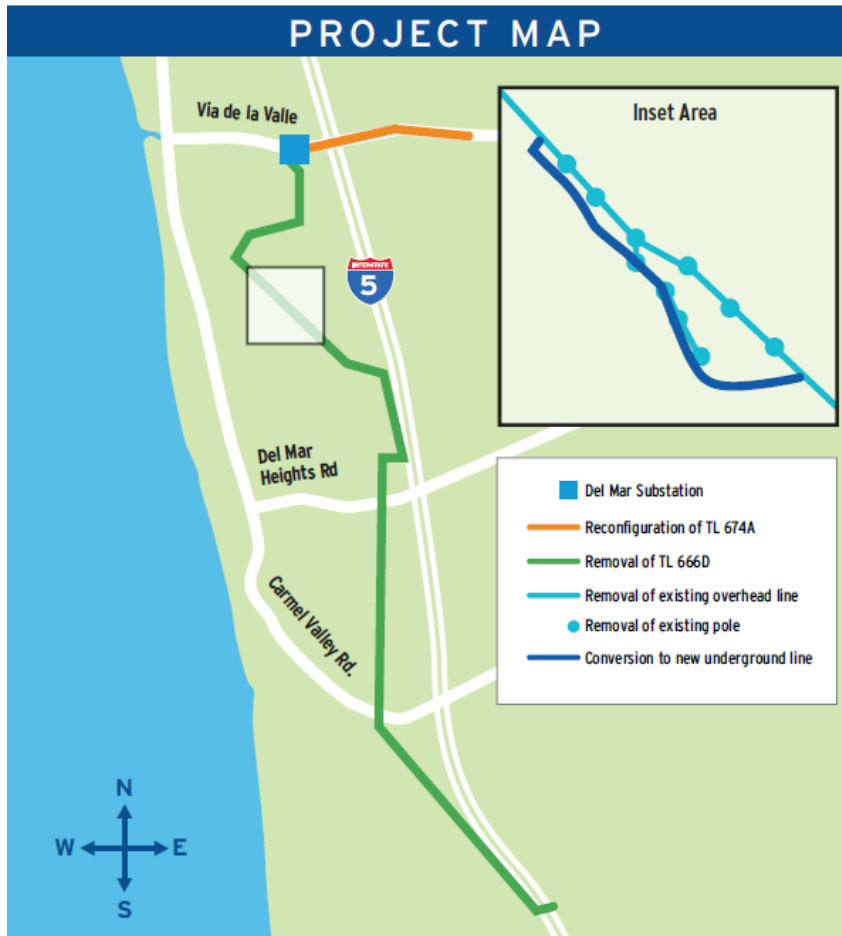 PROJECT MAP
Via de la Valle
Inset Area
INTERSTATE
5
Del Mar
Heights Rd
Carmel Valley Rd.
Del Mar Substation
Reconfiguration of TL 674A
Removal of TL 666D
Removal of existing overhead line
Removal of existing pole
Conversion to new underground line
N
W E
S